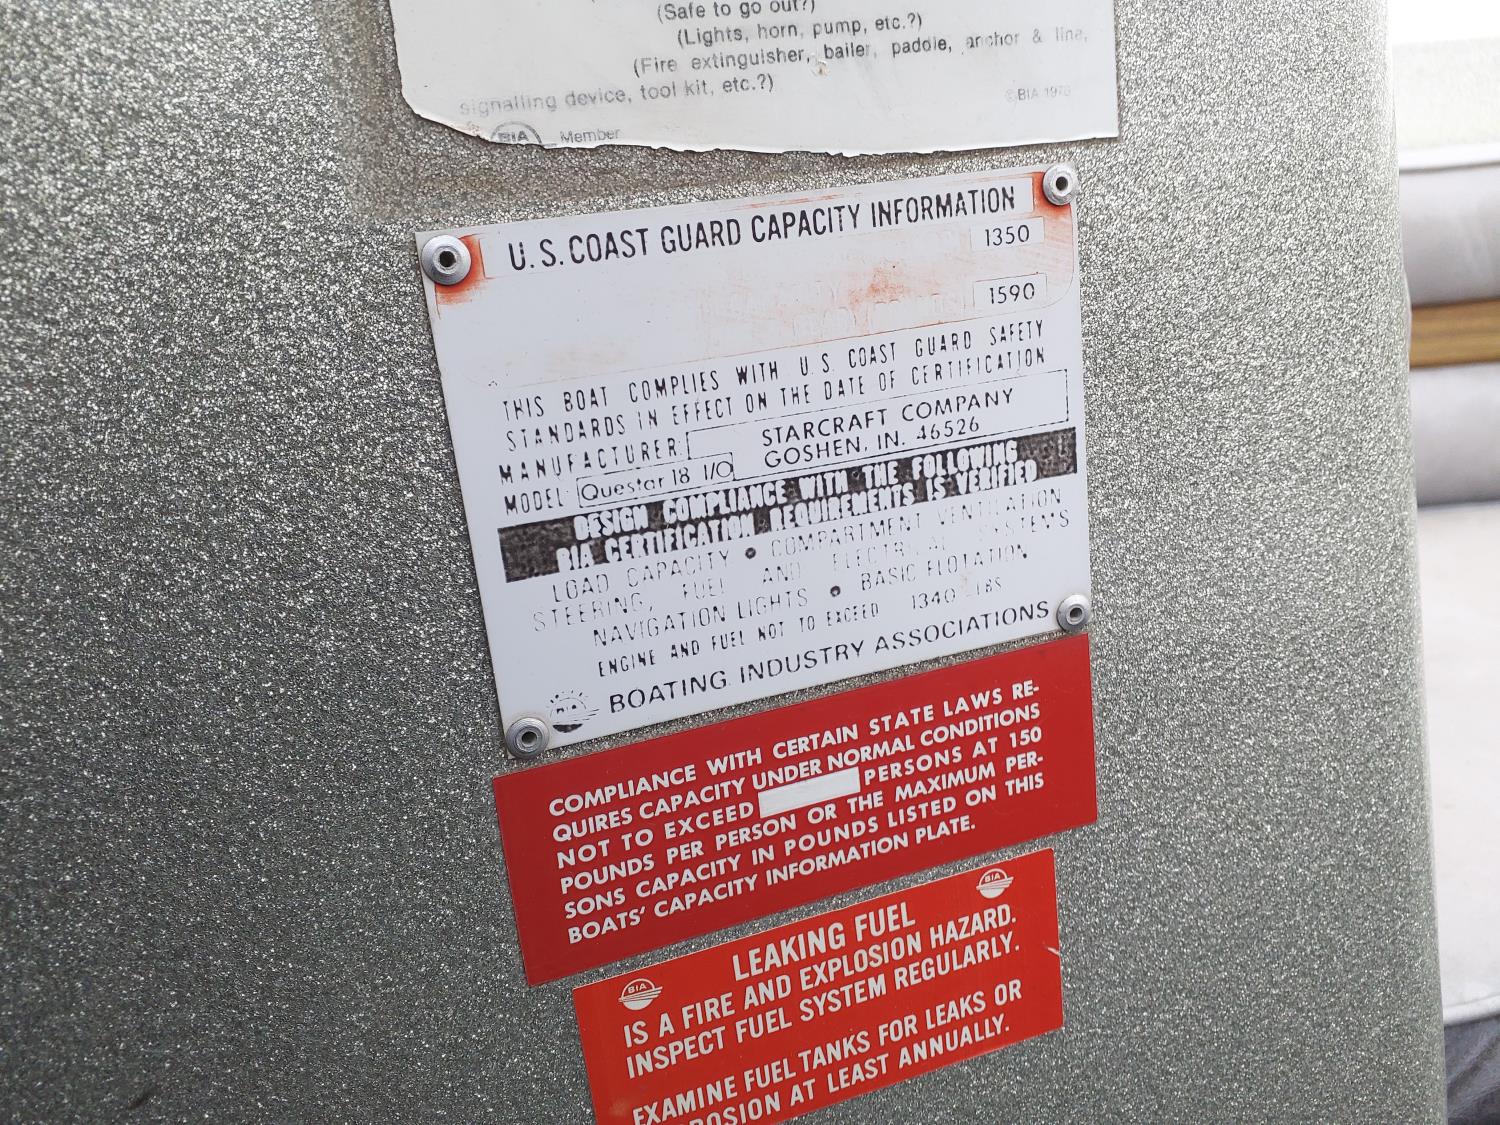 (Safe to go out?)
(Lights, horn, pump, etc.?)
(Fire extinguisher, bailer, paddle, anchor & line,
signalling device, tool kit, etc.?)
©BIA 1978
BIA Member
U.S. COAST GUARD CAPACITY INFORMATION
1350
1590
THIS BOAT COMPLIES WITH U.S. COAST GUARD SAFETY
STANDARDS IN EFFECT ON THE DATE OF CERTIFICATION
MANUFACTURER: STARCRAFT COMPANY
GOSHEN, IN. 46526
MODEL: Questar 18 I/O
DESIGN COMPLIANCE WITH THE FOLLOWING
BIA CERTIFICATION REQUIREMENTS IS VERIFIED
LOAD CAPACITY • COMPARTMENT VENTILATION
STEERING, FUEL AND ELECTRICAL SYSTEMS
NAVIGATION LIGHTS • BASIC FLOTATION
ENGINE AND FUEL NOT TO EXCEED 1340 LBS
BIA BOATING INDUSTRY ASSOCIATIONS
COMPLIANCE WITH CERTAIN STATE LAWS RE-
QUIRES CAPACITY UNDER NORMAL CONDITIONS
NOT TO EXCEED PERSONS AT 150
POUNDS PER PERSON OR THE MAXIMUM PER-
SONS CAPACITY IN POUNDS LISTED ON THIS
BOATS' CAPACITY INFORMATION PLATE.
BIA
BIA
LEAKING FUEL
IS A FIRE AND EXPLOSION HAZARD.
INSPECT FUEL SYSTEM REGULARLY.
EXAMINE FUEL TANKS FOR LEAKS OR
ROSION AT LEAST ANNUALLY.